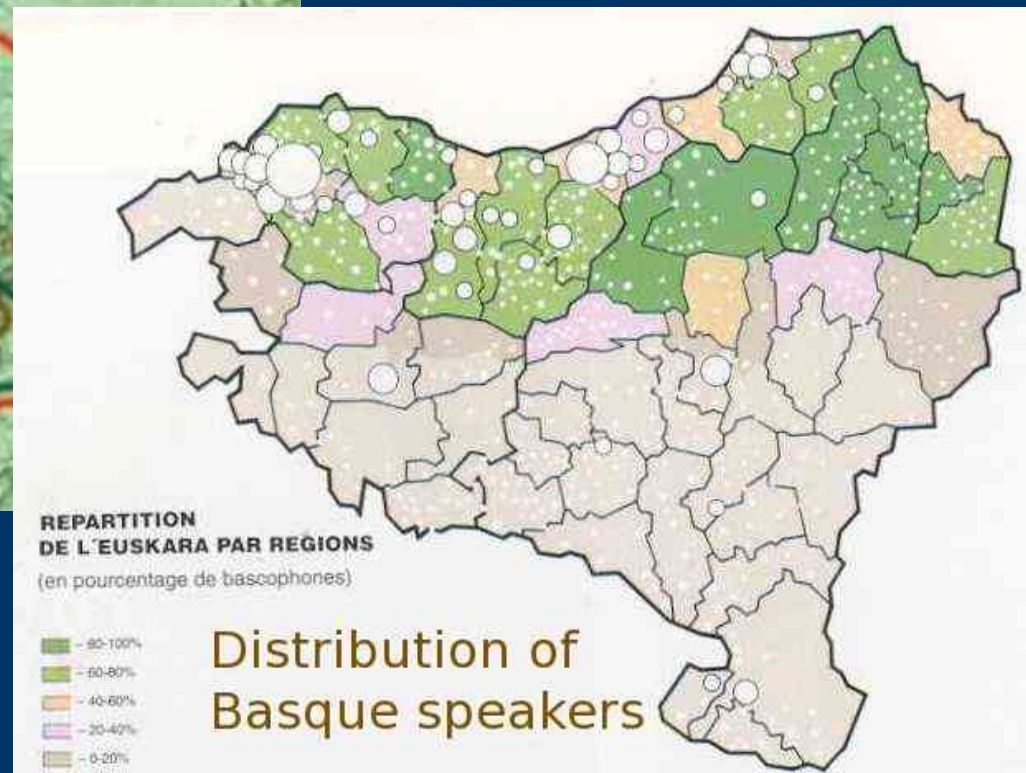 REPARTITION
DE L'EUSKARA PAR REGIONS
(en pourcentage de bascophones)
- 80-100%
- 60-80%
- 40-60%
- 20-40%
- 0-20%
Distribution of
Basque speakers